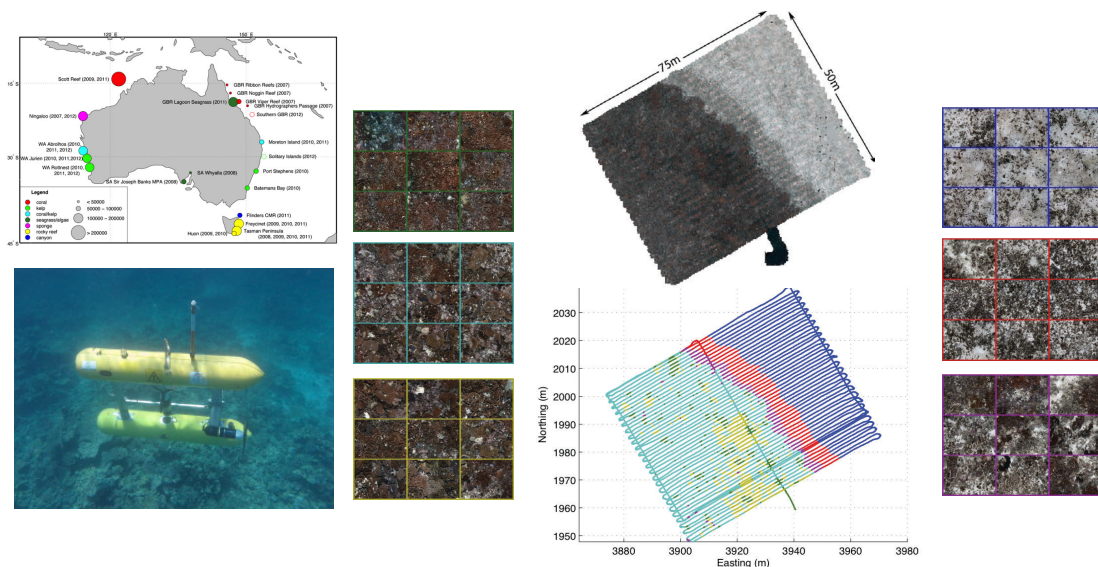 120 E
160 E
15 S
30 S
45 S
Scott Reef (2009, 2011)
GBR Ribbon Reefs (2007)
GBR Noggin Reef (2007)
GBR Lagoon Seagrass (2011)
GBR Viper Reef (2007)
GBR Hydrographers Passage (2007)
Southern GBR (2012)
Ningaloo (2007, 2012)
Moreton Island (2010, 2011)
WA Abrolhos (2010,
2011, 2012)
Solitary Island (2012)
WA Jurien (2010, 2011,2012)
WA Rottnest (2010,
2011, 2012)
SA Whyalla (2008)
Port Stephens (2010)
SA Sir Joseph Banks MPA (2008)
Batemans Bay (2010)
Flinders CMR (2011)
Freycinet (2009, 2010, 2011)
Huon (2009, 2010)
Tasman Peninsula
(2008, 2009, 2010, 2011)
Legend
coral
kelp
coral/kelp
seagrass/algae
sponge
rocky reef
canyon
< 50000
50000 – 100000
100000 – 200000
> 200000
75m
50m
2030
2020
2010
2000
1990
1980
1970
1960
1950
Northing (m)
3880
3900
3920
3940
3960
3980
Easting (m)